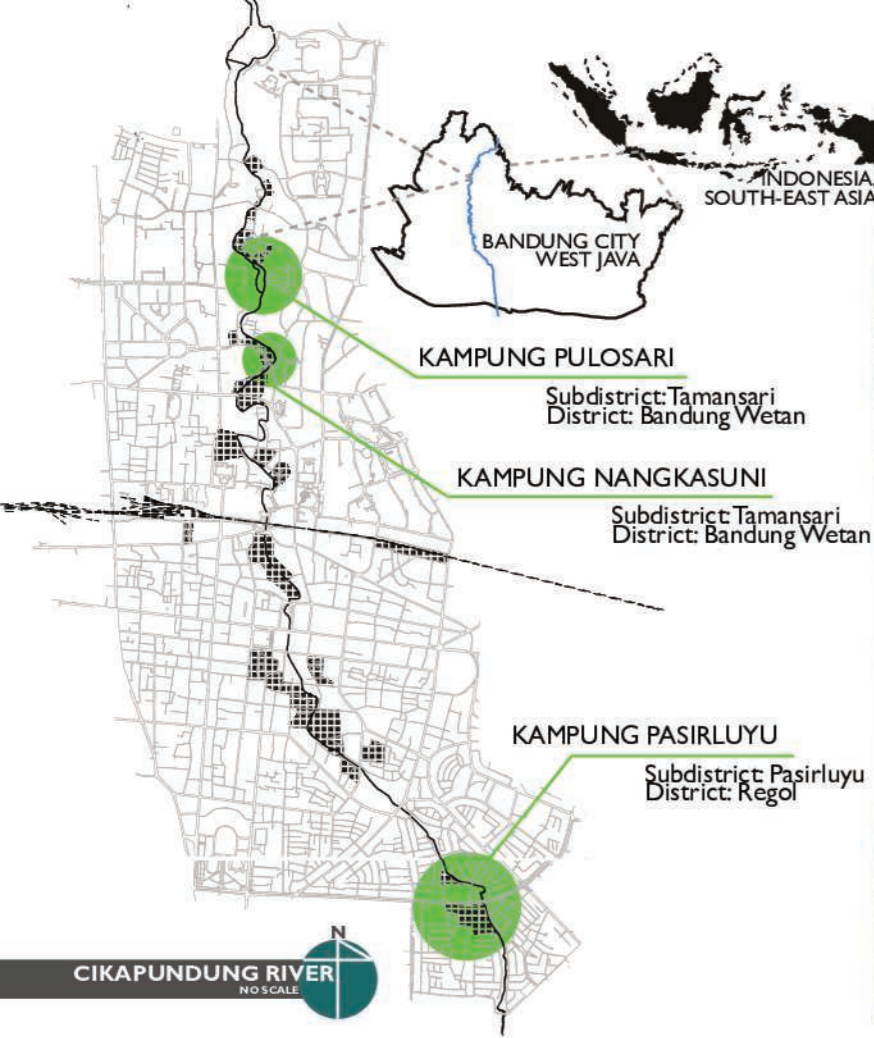 INDONESIA,
SOUTH-EAST ASIA
BANDUNG CITY
WEST JAVA
KAMPUNG PULOSARI
Subdistrict: Tamansari
District: Bandung Wetan
KAMPUNG NANGKASUNI
Subdistrict: Tamansari
District: Bandung Wetan
KAMPUNG PASIRLUYU
Subdistrict: Pasirluyu
District: Regol
N
CIKAPUNDUNG RIVER
NO SCALE